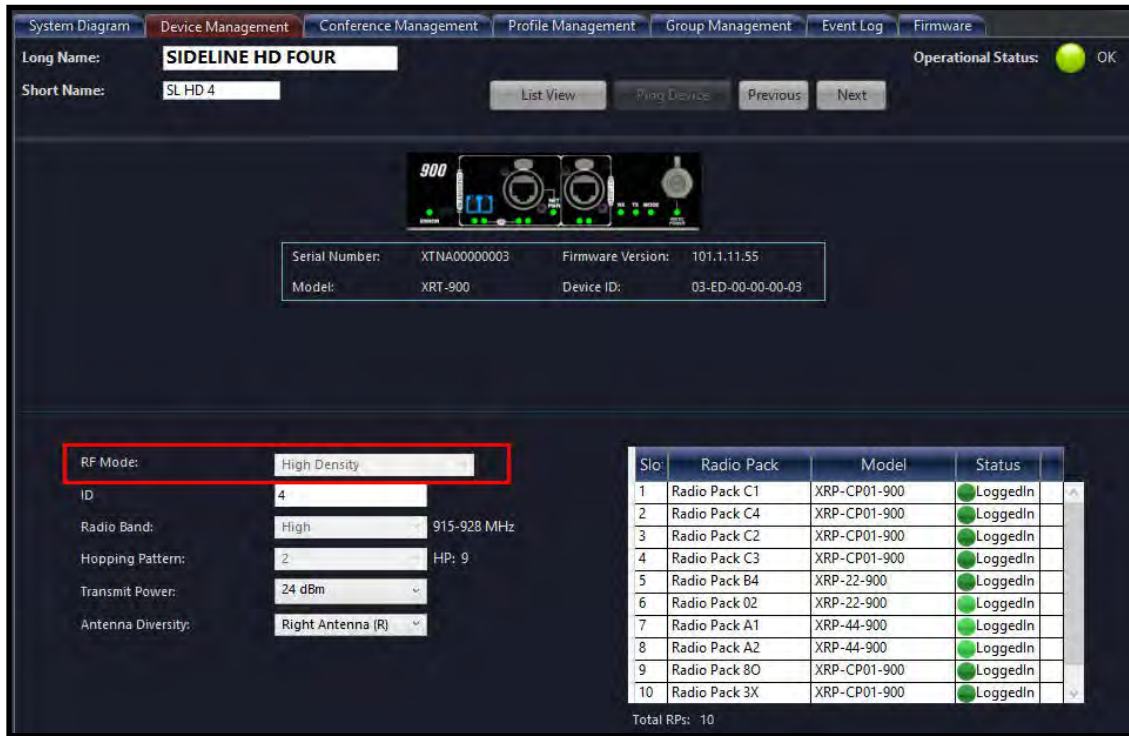 System Diagram Device Management Conference Management Profile Management Group Management Event Log Firmware
Long Name: SIDELINE HD FOUR Operational Status: OK
Short Name: SL HD 4 List View Ping Device Previous Next
900
ERROR NET PWR RX TX MODE
Serial Number: XTNA00000003 Firmware Version: 101.1.11.55
Model: XRT-900 Device ID: 03-ED-00-00-00-03
RF Mode: High Density
ID 4
Radio Band: High 915-928 MHz
Hopping Pattern: 2 HP: 9
Transmit Power: 24 dBm
Antenna Diversity: Right Antenna (R)
Slo Radio Pack Model Status
1 Radio Pack C1 XRP-CP01-900 LoggedIn
2 Radio Pack C4 XRP-CP01-900 LoggedIn
3 Radio Pack C2 XRP-CP01-900 LoggedIn
4 Radio Pack C3 XRP-CP01-900 LoggedIn
5 Radio Pack B4 XRP-22-900 LoggedIn
6 Radio Pack 02 XRP-22-900 LoggedIn
7 Radio Pack A1 XRP-44-900 LoggedIn
8 Radio Pack A2 XRP-44-900 LoggedIn
9 Radio Pack 8O XRP-CP01-900 LoggedIn
10 Radio Pack 3X XRP-CP01-900 LoggedIn
Total RPs: 10